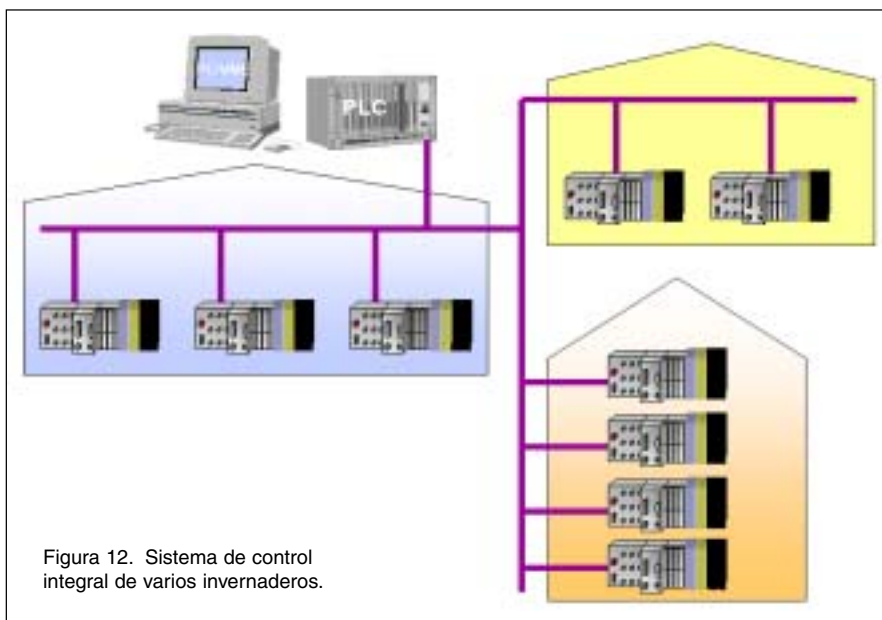 PLC
Figura 12. Sistema de control
integral de varios invernaderos.